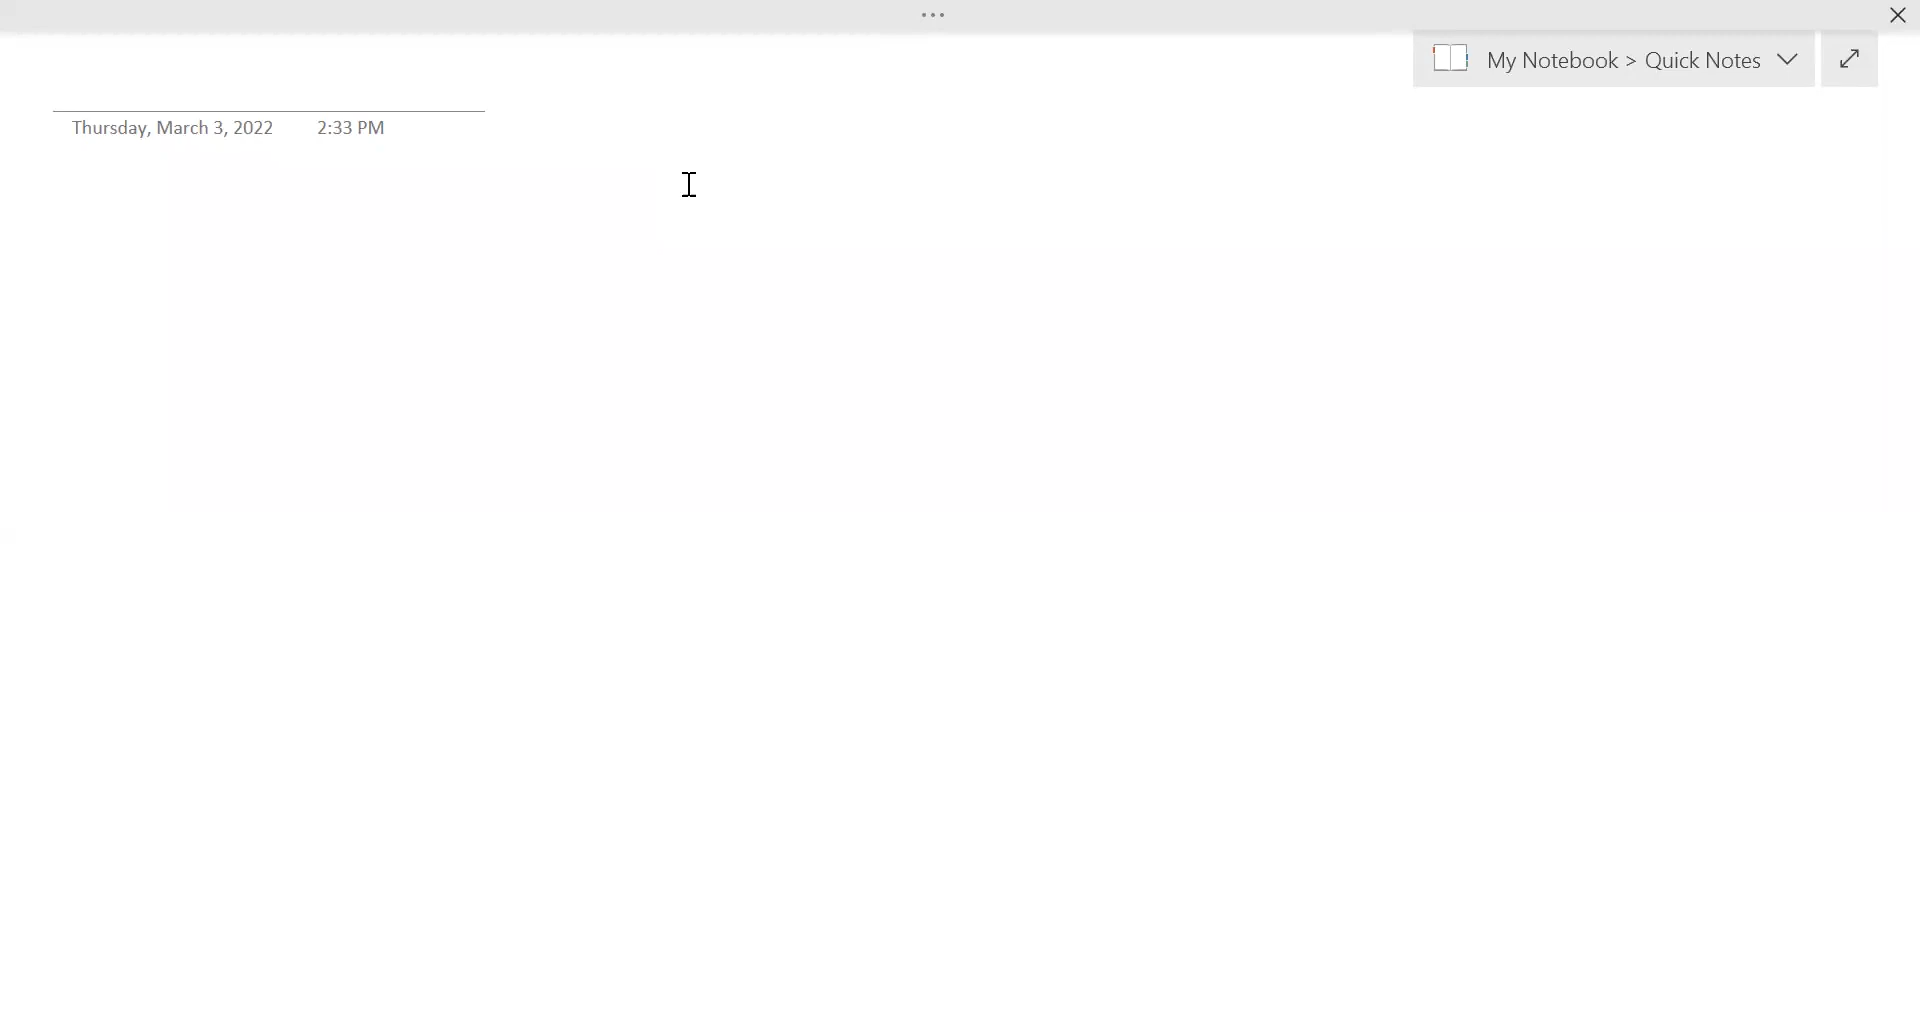 My Notebook > Quick Notes
Thursday, March 3, 2022 2:33 PM